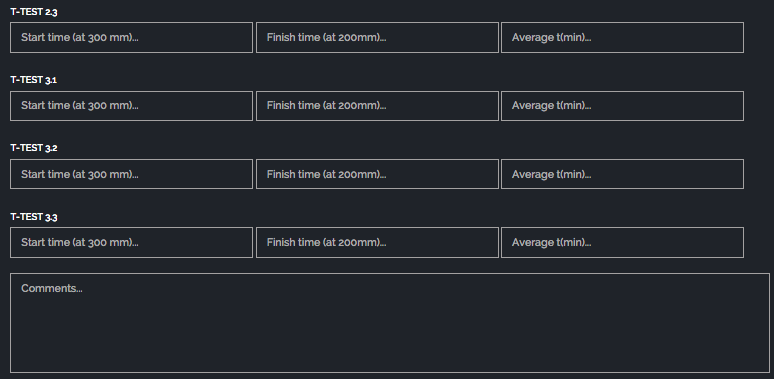 T-TEST 2.3
Start time (at 300 mm)... Finish time (at 200mm)... Average t(min)...
T-TEST 3.1
Start time (at 300 mm)... Finish time (at 200mm)... Average t(min)...
T-TEST 3.2
Start time (at 300 mm)... Finish time (at 200mm)... Average t(min)...
T-TEST 3.3
Start time (at 300 mm)... Finish time (at 200mm)... Average t(min)...
Comments...